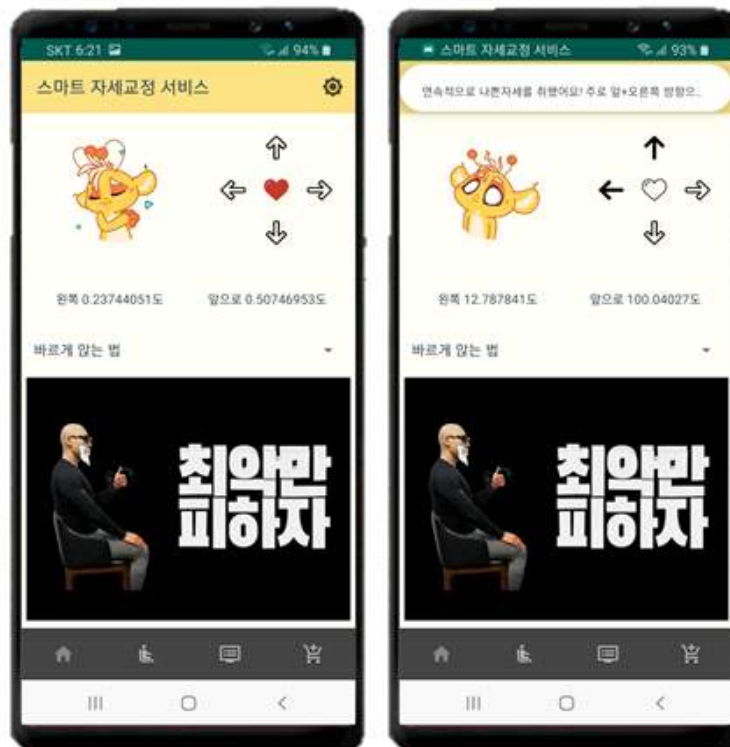 SKT 6:21 94%
스마트 자세교정 서비스
왼쪽 0.23744051도
앞으로 0.50746953도
바르게 앉는 법
최악만
피하자
스마트 자세교정 서비스 93%
연속적으로 나쁜자세를 취했어요! 주로 앞+오른쪽 방향으..
왼쪽 12.787841도
앞으로 100.04027도
바르게 앉는 법
최악만
피하자